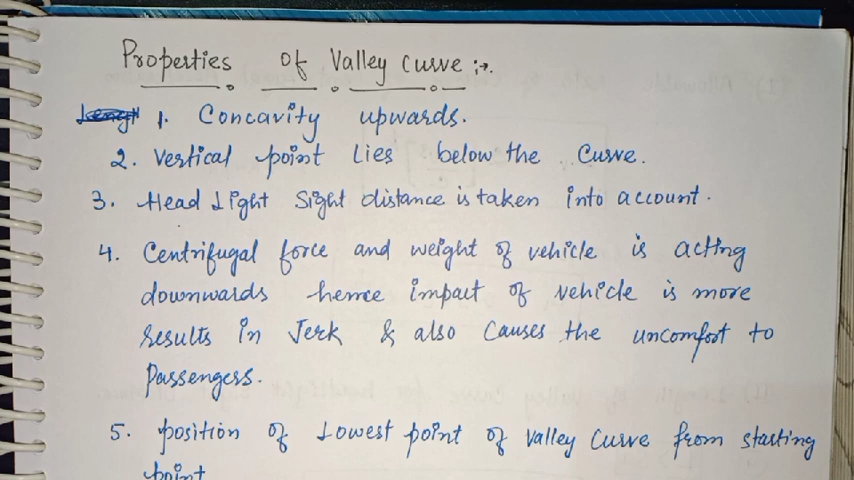 Properties of Valley curve :-
1. Concavity upwards.
2. Vertical point lies below the curve.
3. Head light sight distance is taken into account.
4. Centrifugal force and weight of vehicle is acting
downwards hence impact of vehicle is more
results in Jerk & also causes the uncomfort to
passengers.
5. position of lowest point of valley curve from starting
point